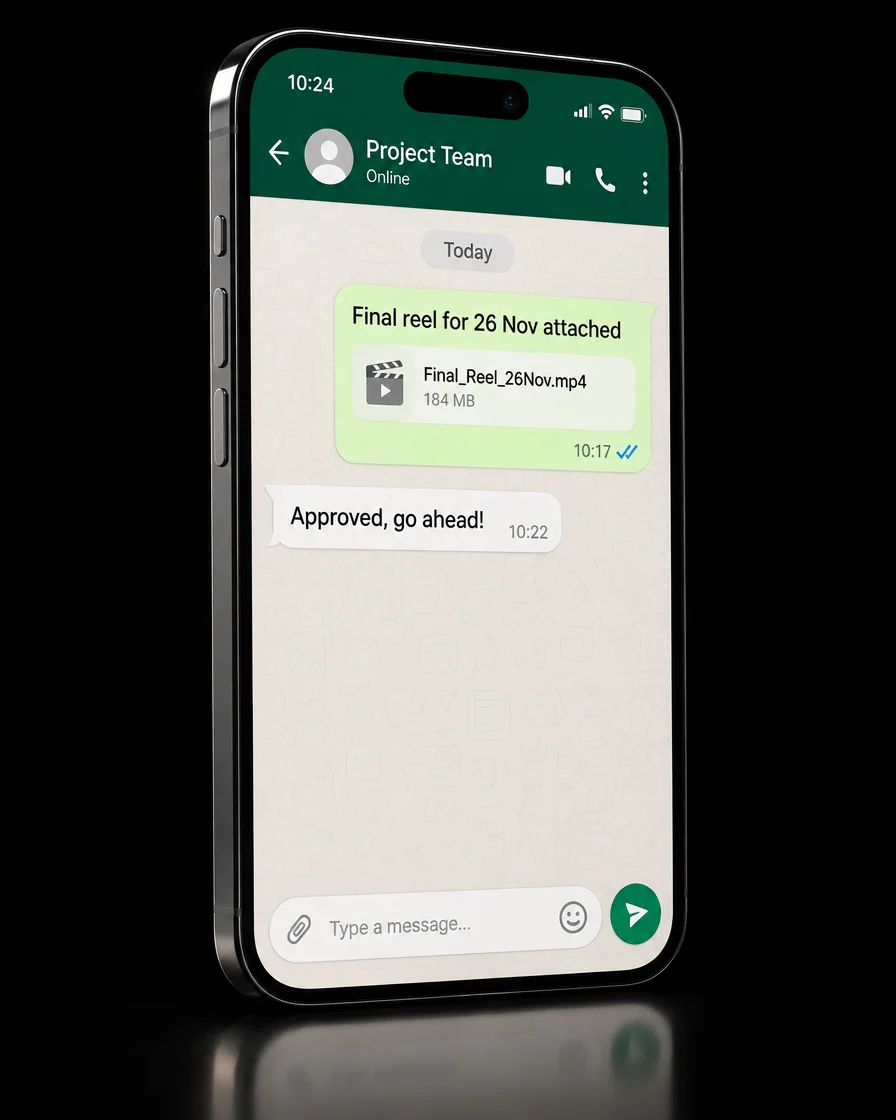 10:24
Project Team
Online
Today
Final reel for 26 Nov attached
Final_Reel_26Nov.mp4
184 MB
10:17
Approved, go ahead!
10:22
Type a message...